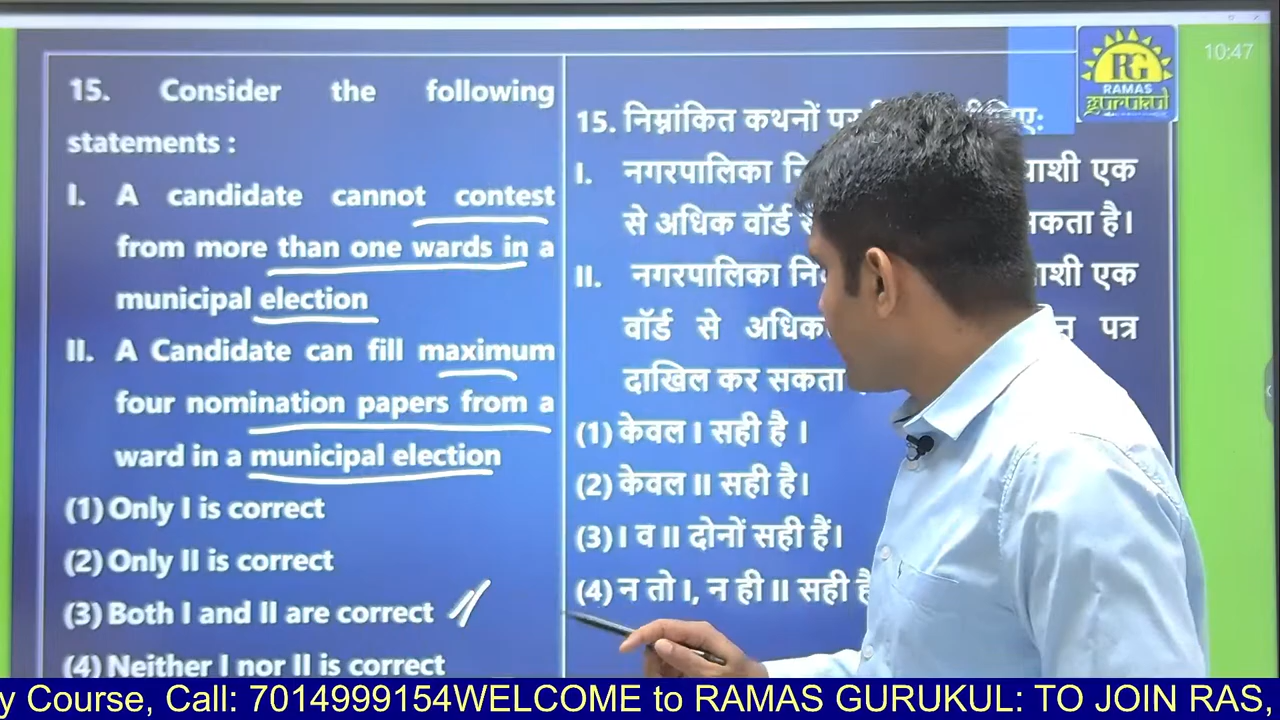 15. Consider the following
statements :
I. A candidate cannot contest
from more than one wards in a
municipal election
II. A Candidate can fill maximum
four nomination papers from a
ward in a municipal election
(1) Only I is correct
(2) Only II is correct
(3) Both I and II are correct
(4) Neither I nor II is correct
15. निम्नांकित कथनों पर
I. नगरपालिका एक
से अधिक वॉर्ड सकता है।
II. नगरपालिका एक
वॉर्ड से अधिक पत्र
दाखिल कर सकता
(1) केवल I सही है ।
(2) केवल II सही है।
(3) I व II दोनों सही हैं।
(4) न तो I, न ही II सही है
RG
RAMAS
gurukul
10:47
y Course, Call: 7014999154WELCOME to RAMAS GURUKUL: TO JOIN RAS,